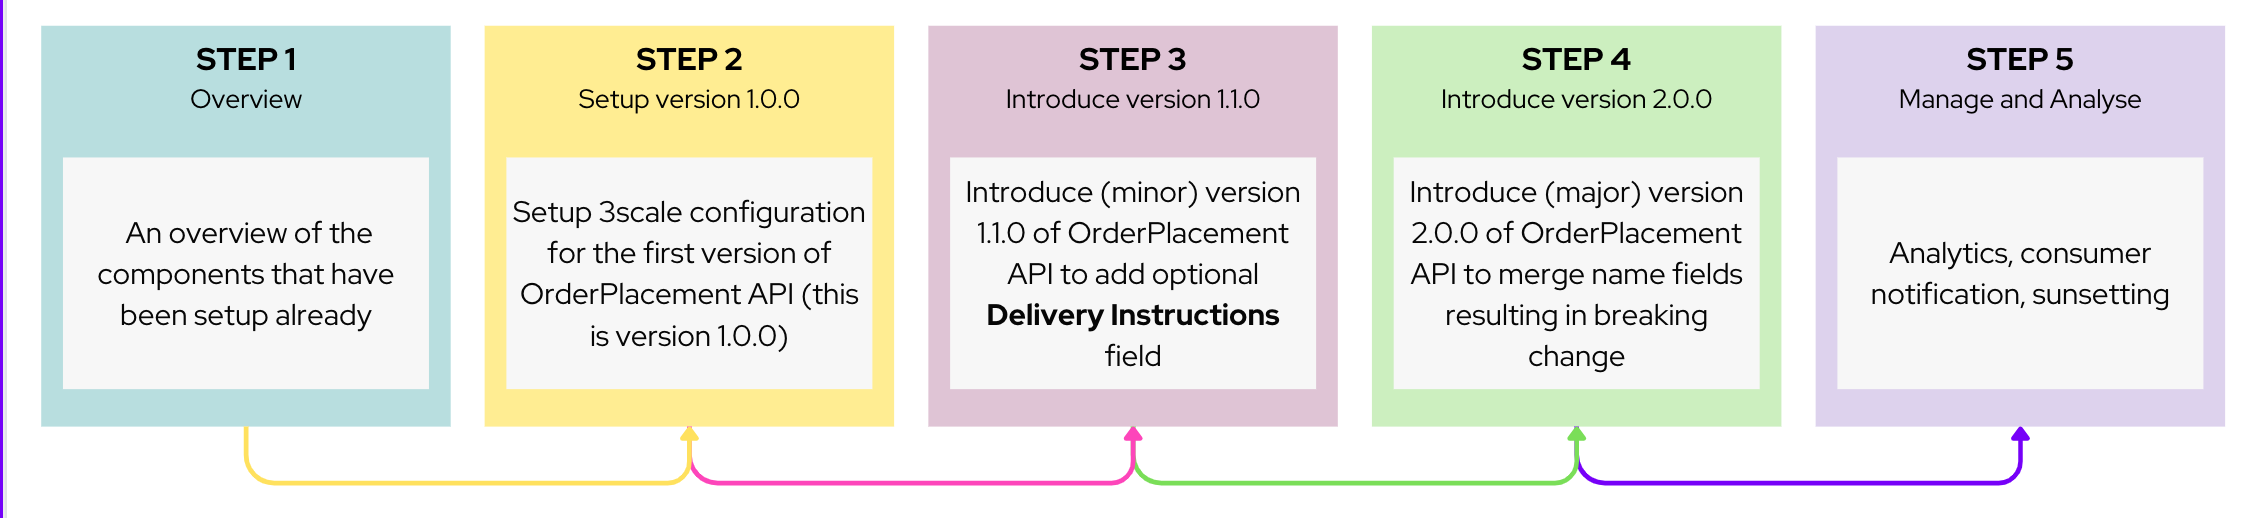 STEP 1
Overview
An overview of the
components that have
been setup already
STEP 2
Setup version 1.0.0
Setup 3scale configuration
for the first version of
OrderPlacement API (this
is version 1.0.0)
STEP 3
Introduce version 1.1.0
Introduce (minor) version
1.1.0 of OrderPlacement
API to add optional
Delivery Instructions
field
STEP 4
Introduce version 2.0.0
Introduce (major) version
2.0.0 of OrderPlacement
API to merge name fields
resulting in breaking
change
STEP 5
Manage and Analyse
Analytics, consumer
notification, sunsetting